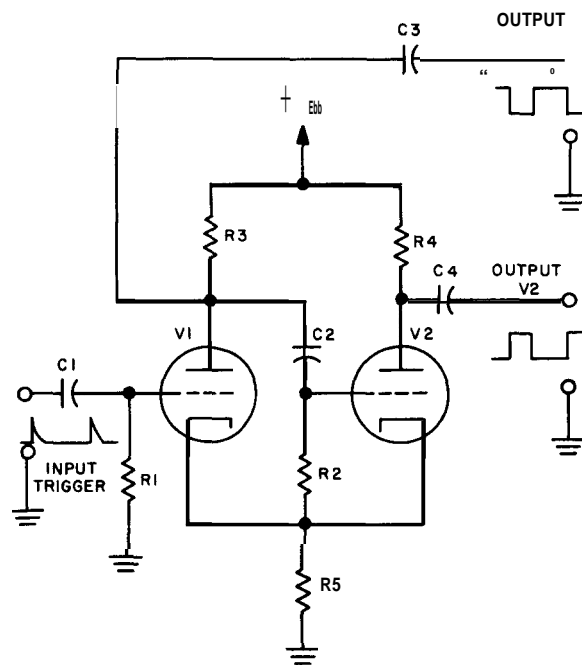 C3
OUTPUT
“ °
+
Ebb
R3
R4
C4
OUTPUT
V2
V1
C2
V2
C1
INPUT
TRIGGER
R1
R2
R5